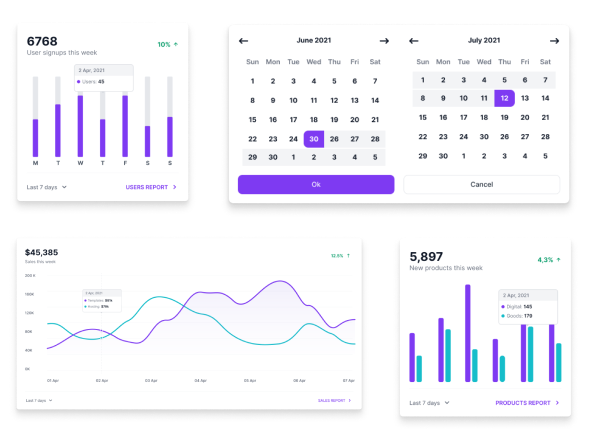 6768
User signups this week
10%
2 Apr, 2021
Users: 45
M T W T F S S
Last 7 days
USERS REPORT
June 2021
Sun Mon Tue Wed Thu Fri Sat
1 2 3 4 5 6 7
8 9 10 11 12 13 14
15 16 17 18 19 20 21
22 23 24 30 26 27 28
29 30 1 2 3 4 5
July 2021
Sun Mon Tue Wed Thu Fri Sat
1 2 3 4 5 6 7
8 9 10 11 12 13 14
15 16 17 18 19 20 21
22 23 24 25 26 27 28
29 30 1 2 3 4 5
Ok
Cancel
$45,385
Sales this week
12.5%
200 K
160K
120K
80K
40K
0K
2 Apr, 2021
01 Apr 02 Apr 03 Apr 04 Apr 05 Apr 06 Apr 07 Apr
Last 7 days
SALES REPORT
5,897
New products this week
4,3%
2 Apr, 2021
Digital: 145
Goods: 179
Last 7 days
PRODUCTS REPORT